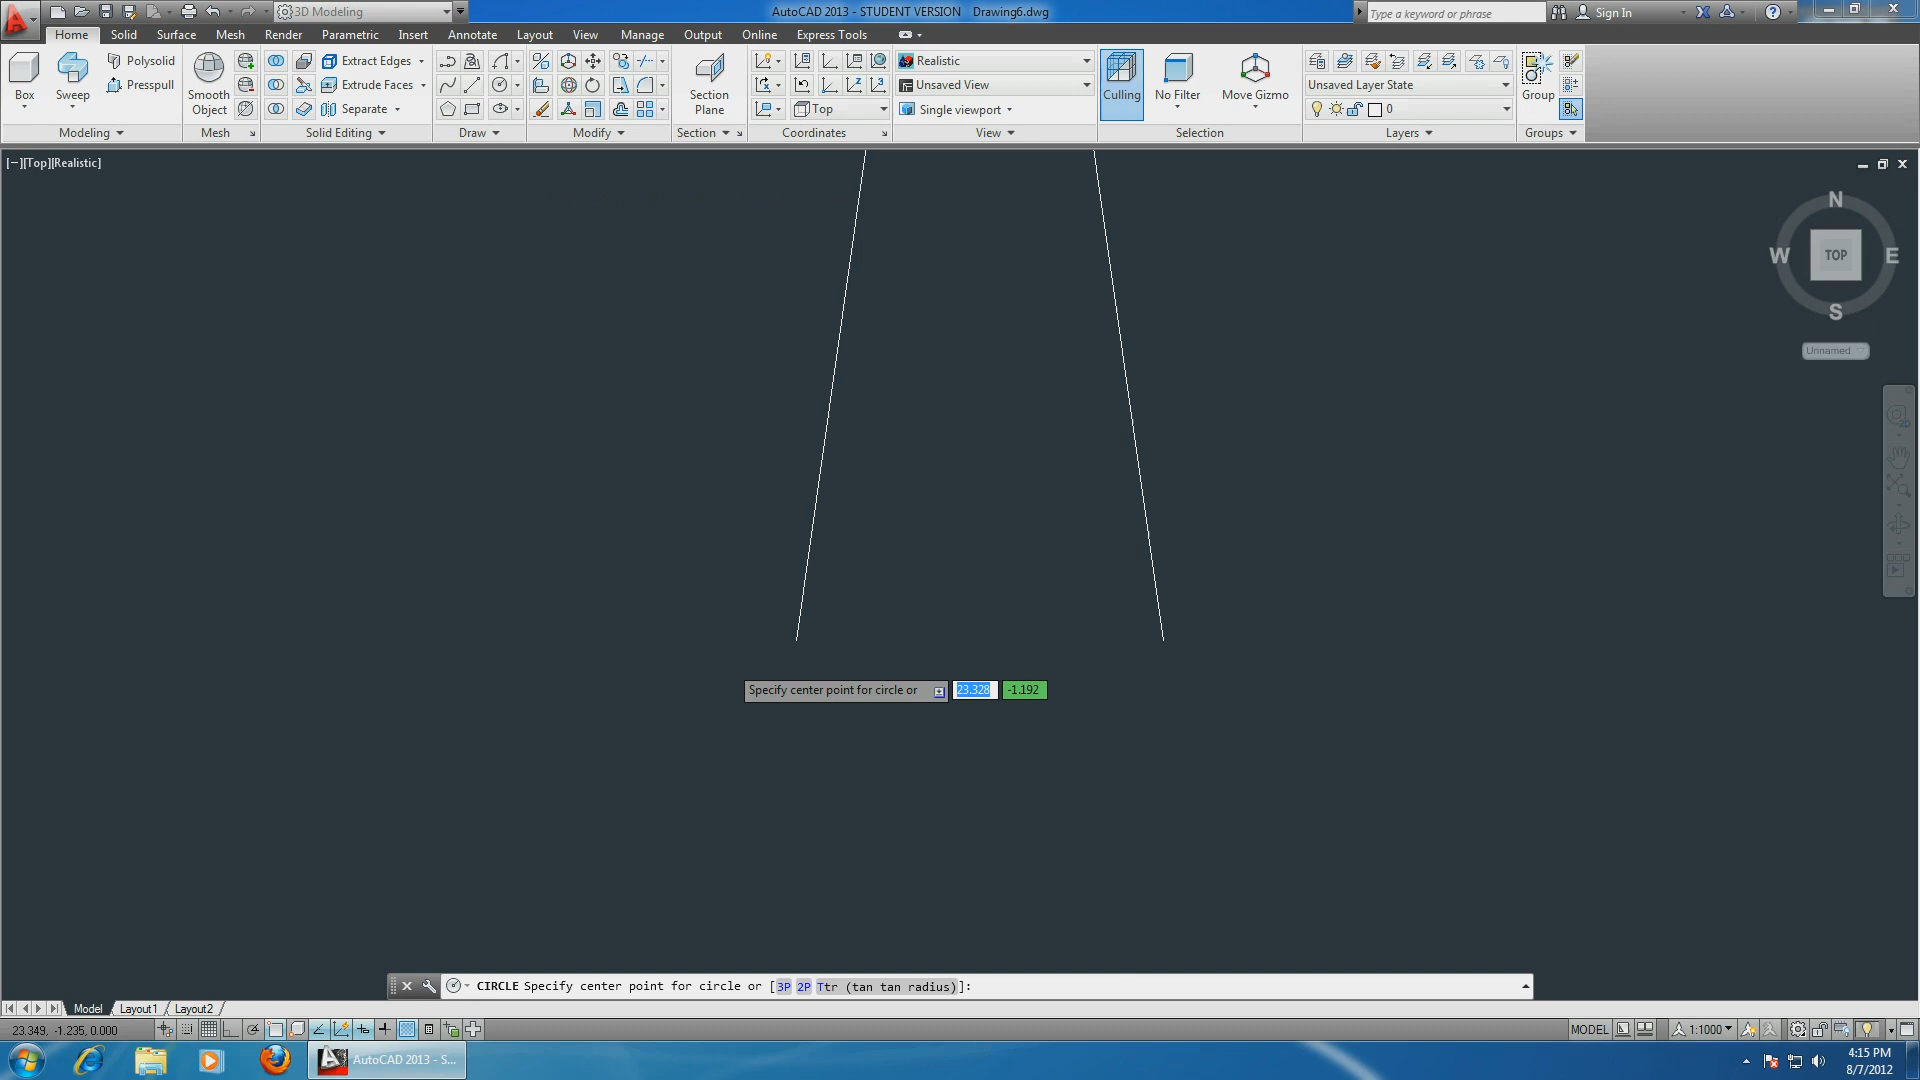 3D Modeling
AutoCAD 2013 - STUDENT VERSION Drawing6.dwg
Type a keyword or phrase
Sign In
Home Solid Surface Mesh Render Parametric Insert Annotate Layout View Manage Output Online Express Tools
Box
Sweep
Polysolid
Presspull
Modeling
Smooth Object
Mesh
Extract Edges
Extrude Faces
Separate
Solid Editing
Draw
Modify
Section Plane
Section
Top
Coordinates
Realistic
Unsaved View
Single viewport
View
Culling
No Filter
Move Gizmo
Selection
Unsaved Layer State
0
Layers
Group
Groups
[−][Top][Realistic]
N
W TOP E
S
Unnamed
Specify center point for circle or 23.328 -1.192
CIRCLE Specify center point for circle or [3P 2P Ttr (tan tan radius)]:
Model Layout1 Layout2
23.349, -1.235, 0.000
MODEL
1:1000
AutoCAD 2013 - S...
4:15 PM
8/7/2012